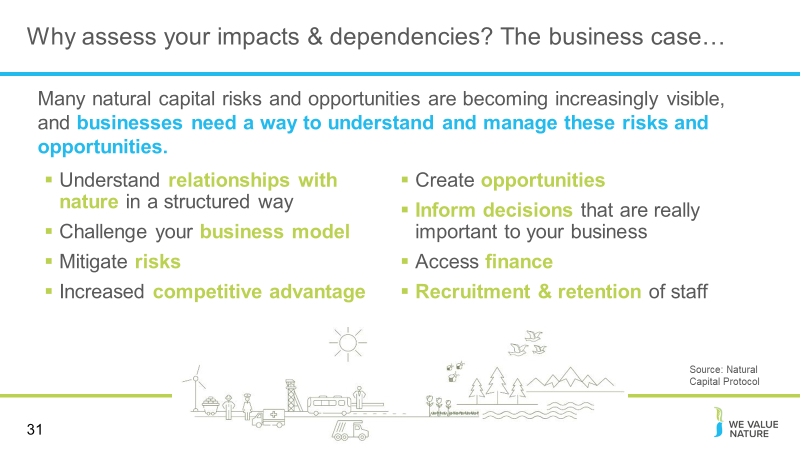 Why assess your impacts & dependencies? The business case…
Many natural capital risks and opportunities are becoming increasingly visible,
and businesses need a way to understand and manage these risks and
opportunities.
▪ Understand relationships with
nature in a structured way
▪ Challenge your business model
▪ Mitigate risks
▪ Increased competitive advantage
▪ Create opportunities
▪ Inform decisions that are really
important to your business
▪ Access finance
▪ Recruitment & retention of staff
Source: Natural
Capital Protocol
31
WE VALUE
NATURE